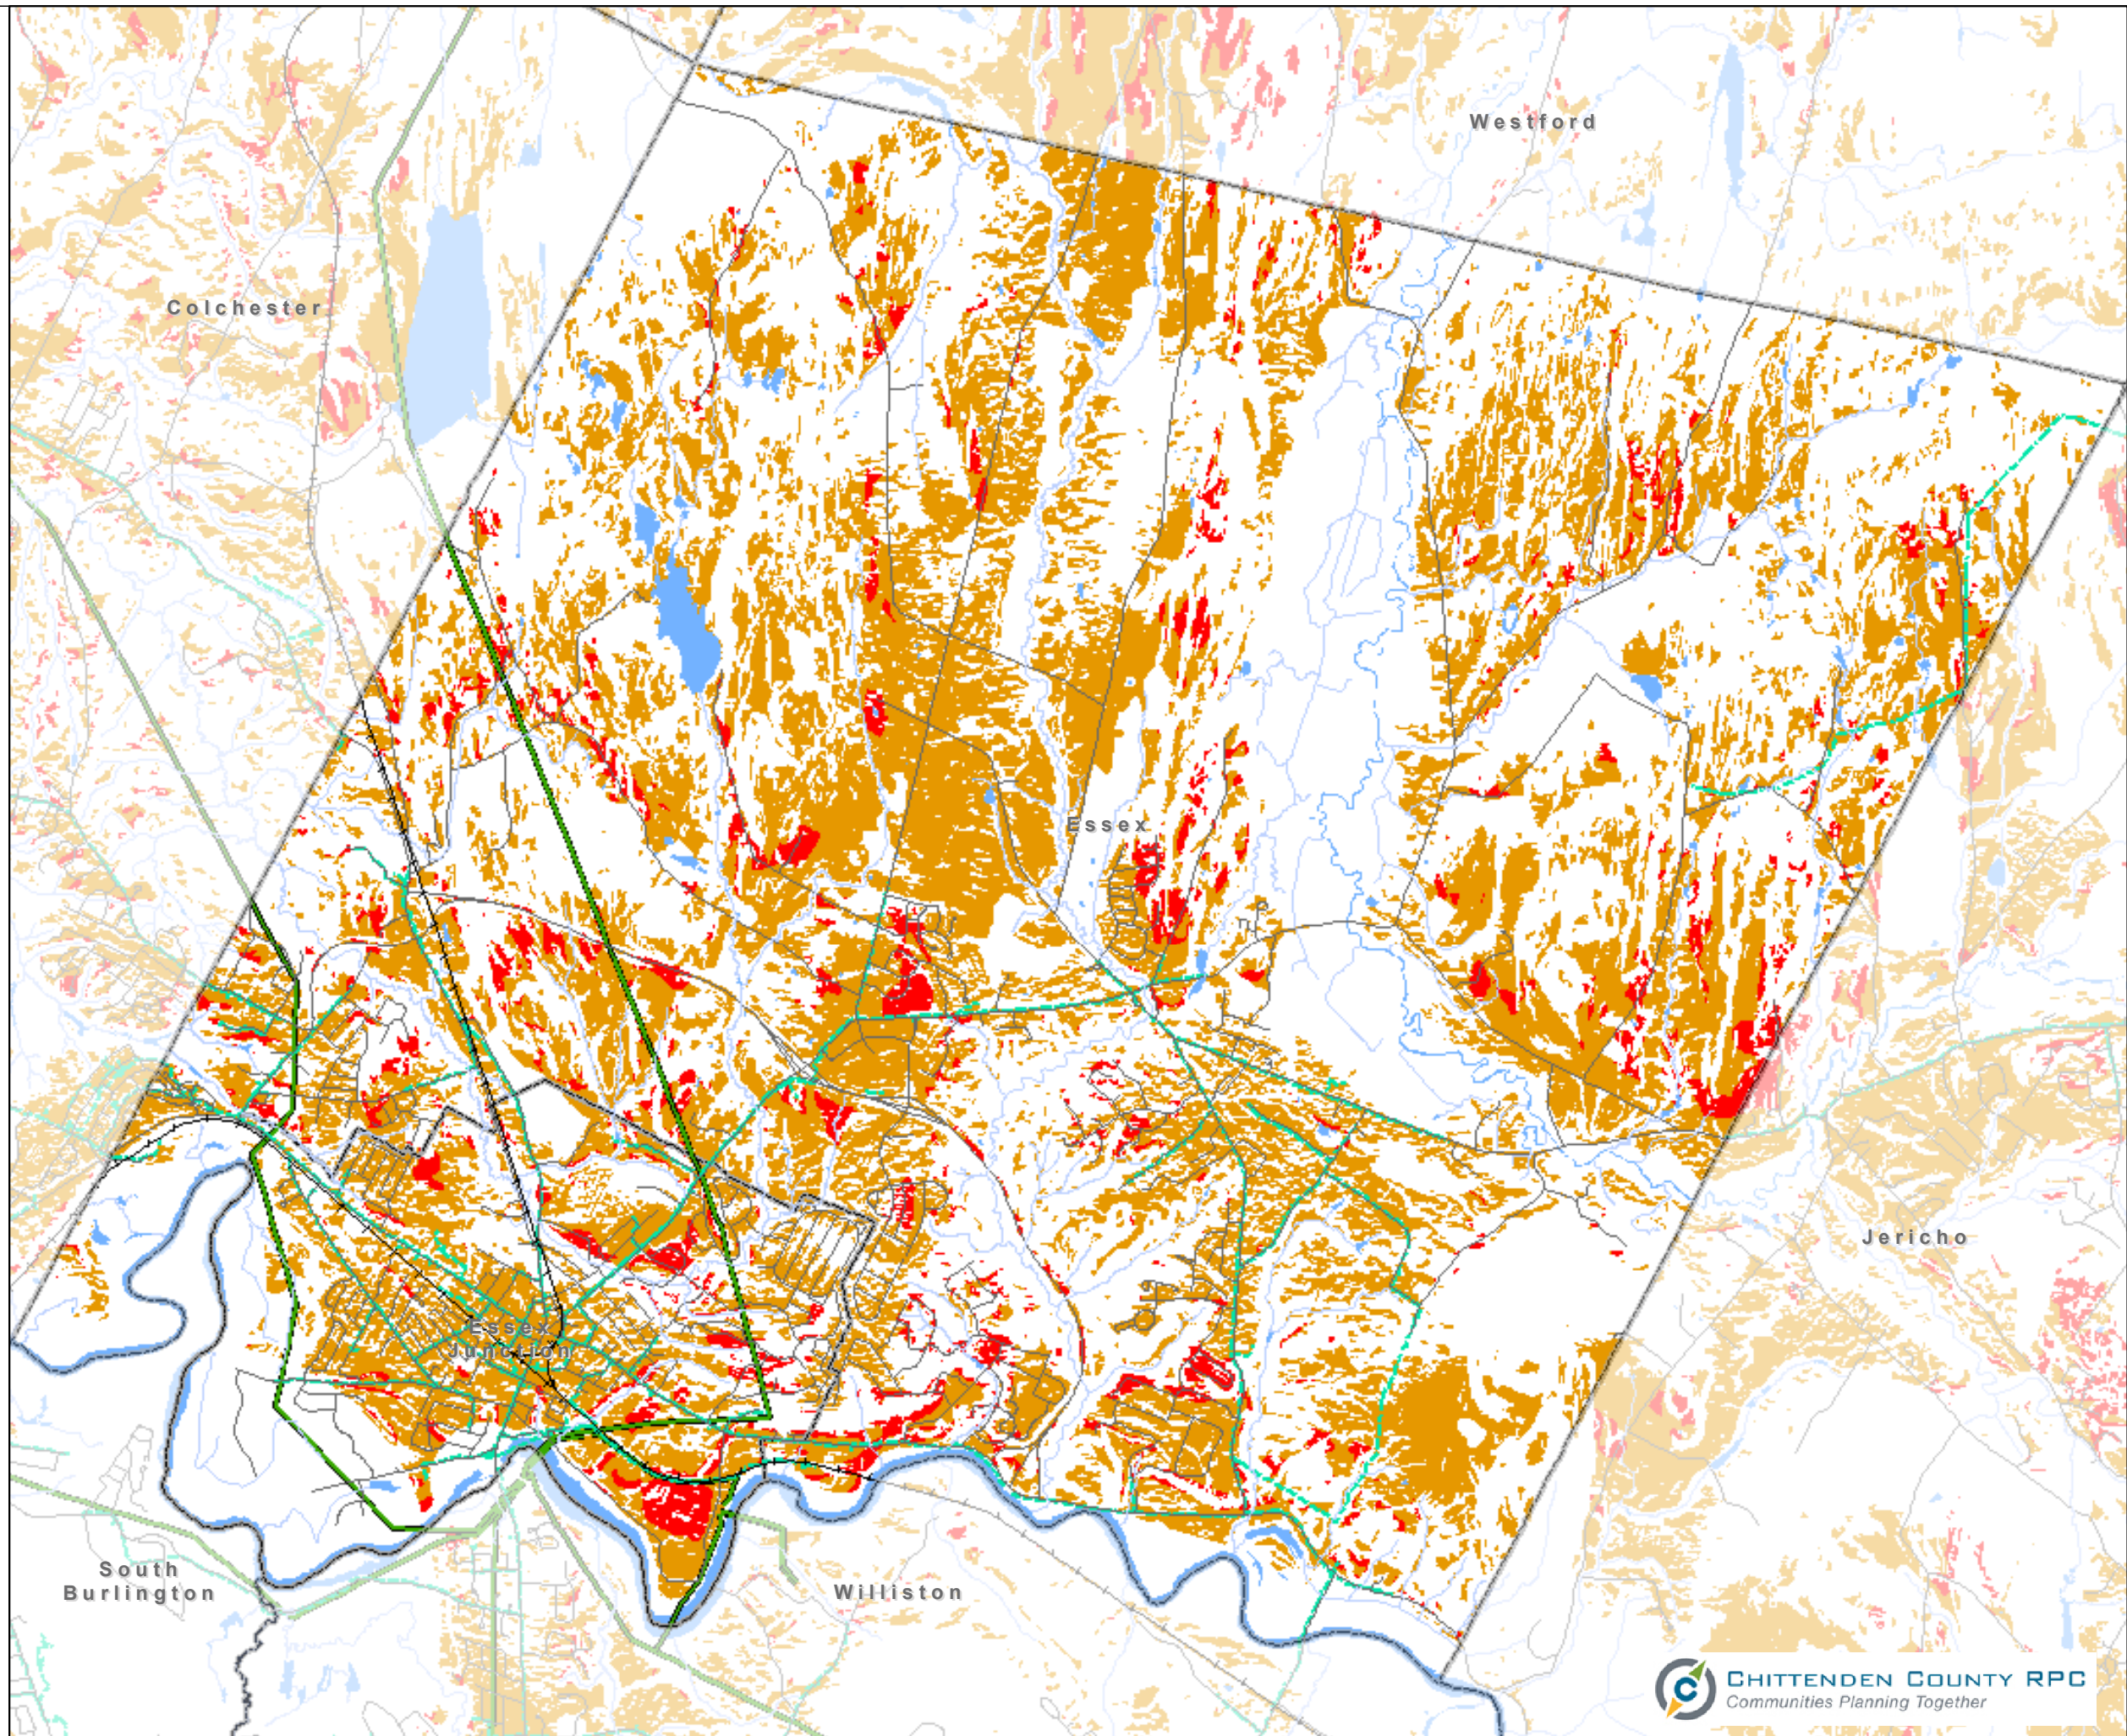 Westford
Colchester
Essex
Jericho
Essex
Junction
South
Burlington
Williston
CHITTENDEN COUNTY RPC
Communities Planning Together